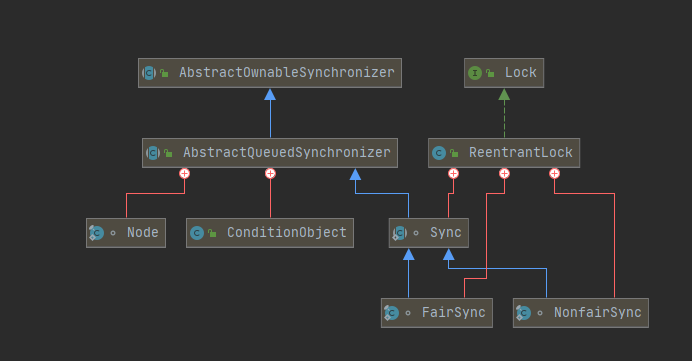 AbstractOwnableSynchronizer
Lock
AbstractQueuedSynchronizer
ReentrantLock
Node
ConditionObject
Sync
FairSync
NonfairSync